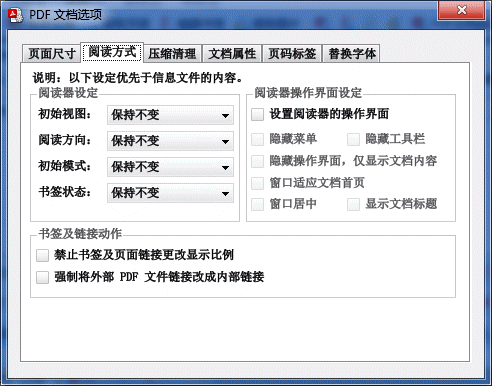 PDF 文档选项
页面尺寸 阅读方式 压缩清理 文档属性 页码标签 替换字体
说明：以下设定优先于信息文件的内容。
阅读器设定
初始视图： 保持不变
阅读方向： 保持不变
初始模式： 保持不变
书签状态： 保持不变
阅读器操作界面设定
设置阅读器的操作界面
隐藏菜单 隐藏工具栏
隐藏操作界面，仅显示文档内容
窗口适应文档首页
窗口居中 显示文档标题
书签及链接动作
禁止书签及页面链接更改显示比例
强制将外部 PDF 文件链接改成内部链接